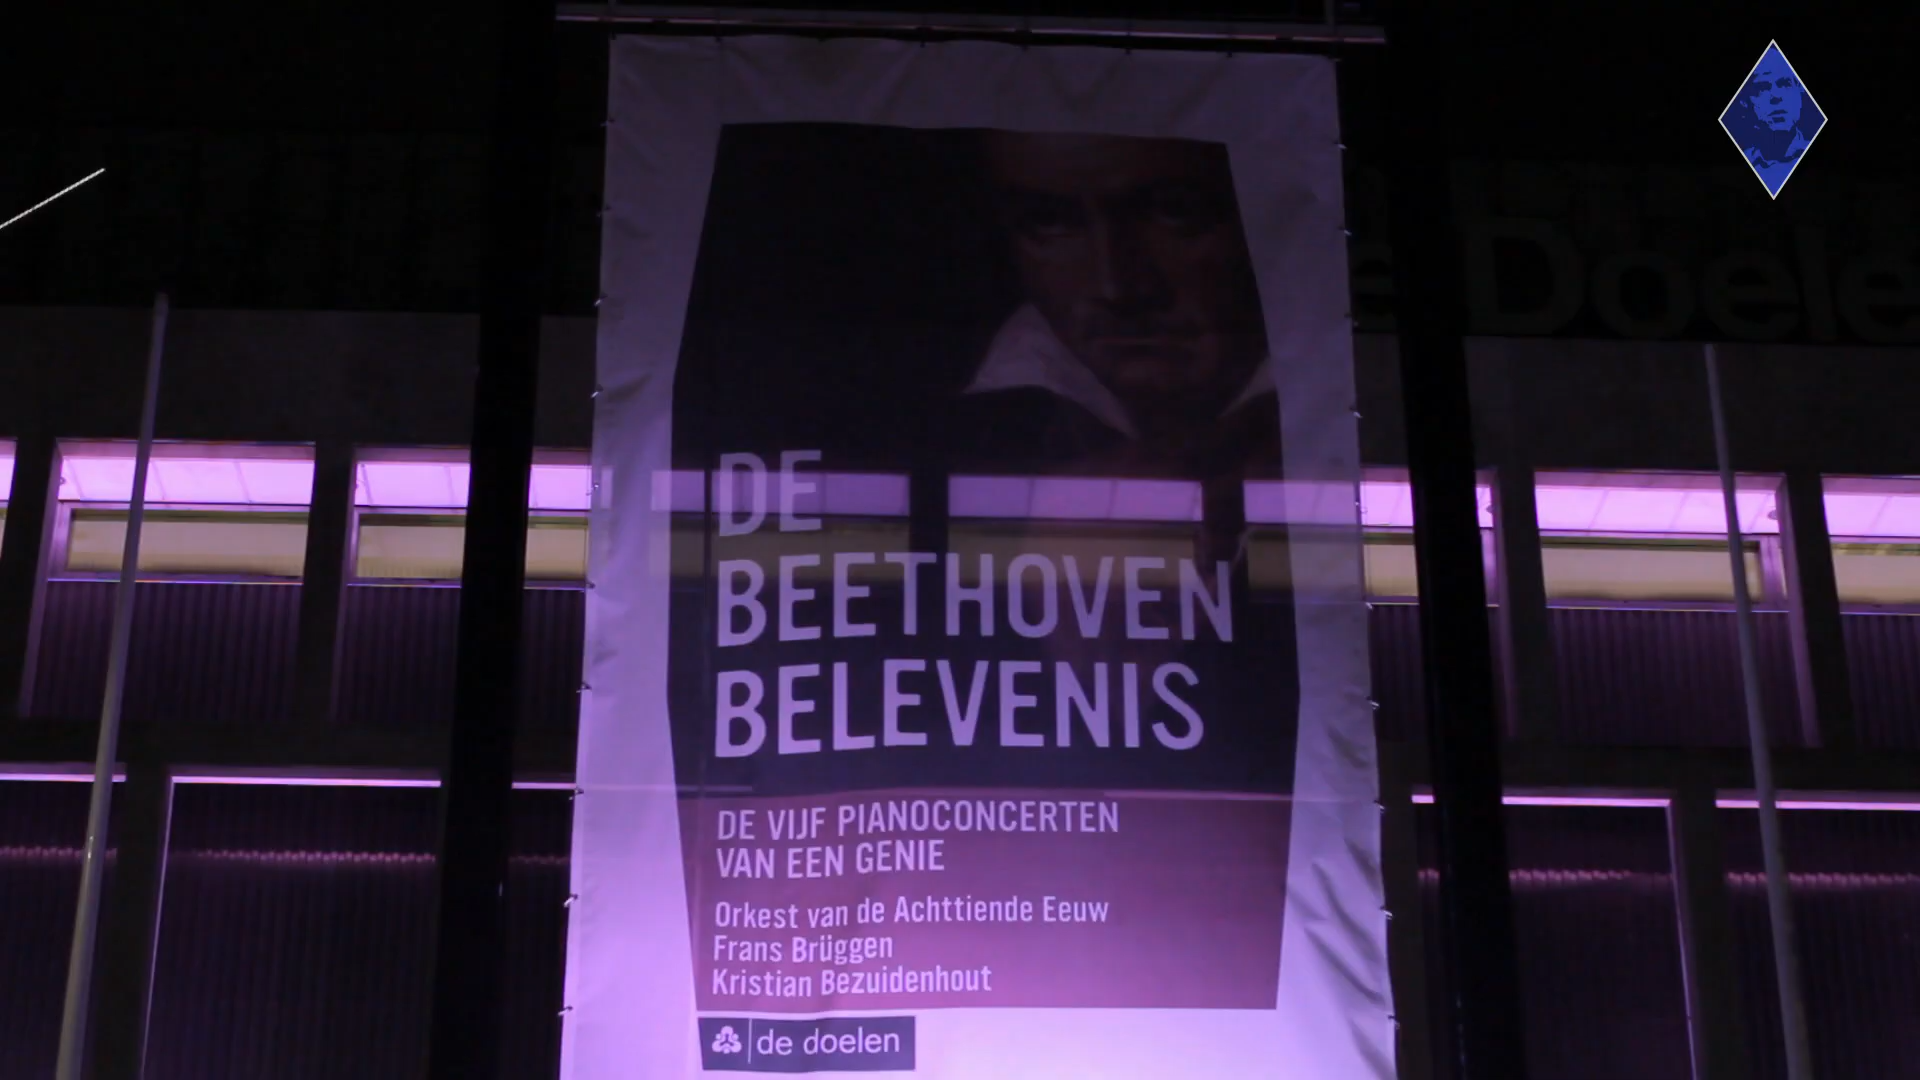 e Doele
DE
BEETHOVEN
BELEVENIS
DE VIJF PIANOCONCERTEN
VAN EEN GENIE
Orkest van de Achttiende Eeuw
Frans Brüggen
Kristian Bezuidenhout
de doelen